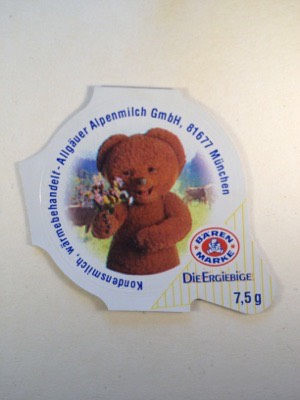 Kondensmilch, wärmebehandelt - Allgäuer Alpenmilch GmbH, 81677 München
BÄREN
MARKE
DIE ERGIEBIGE
7,5 g